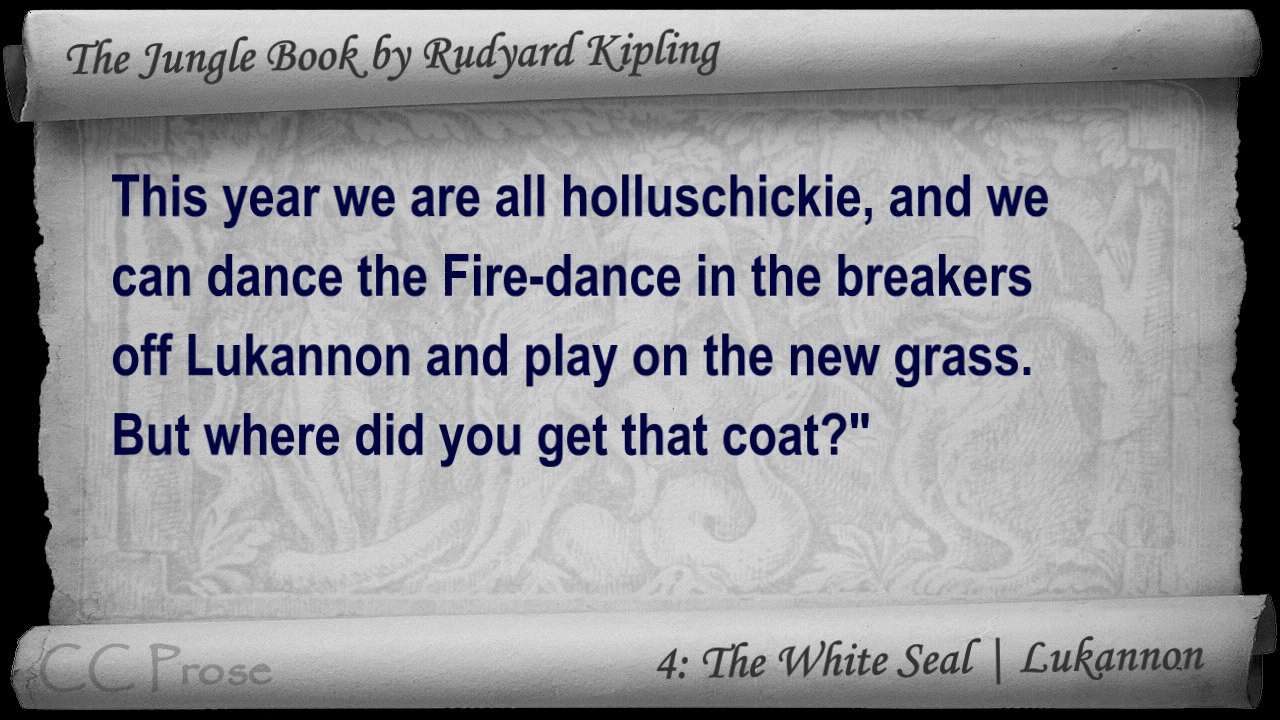 The Jungle Book by Rudyard Kipling
This year we are all holluschickie, and we
can dance the Fire-dance in the breakers
off Lukannon and play on the new grass.
But where did you get that coat?"
CC Prose
4: The White Seal | Lukannon